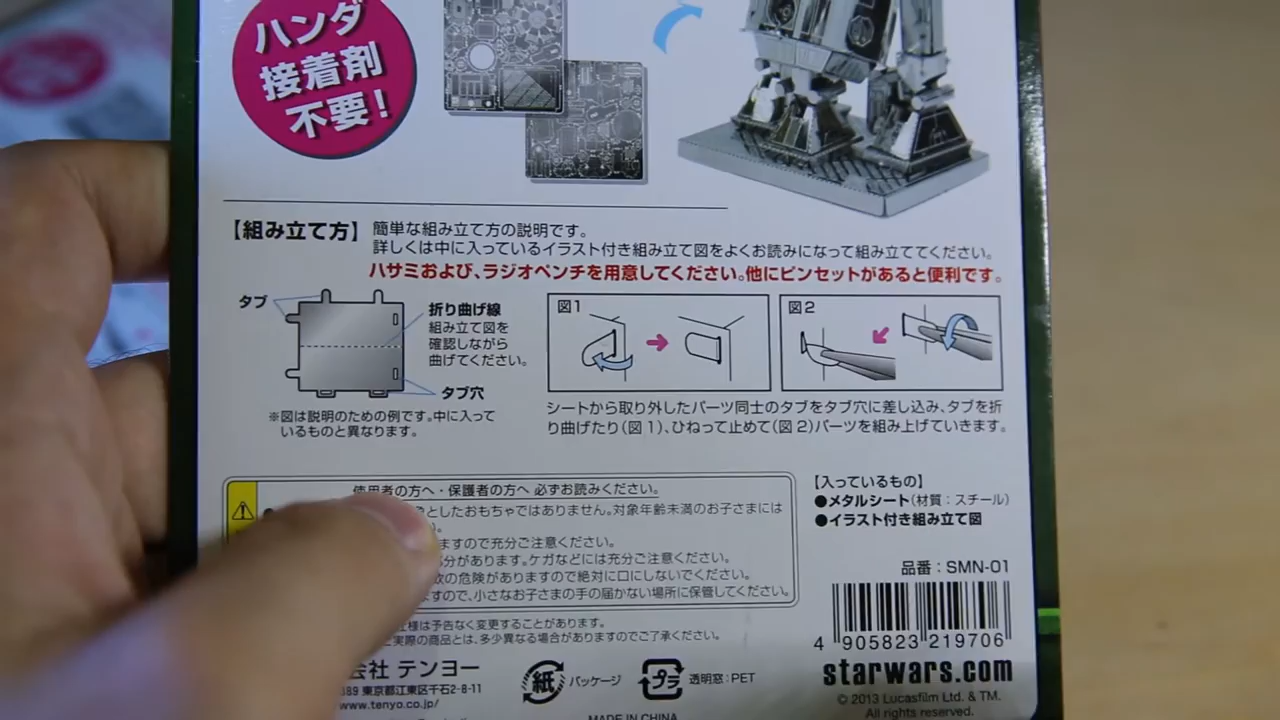 ハンダ
接着剤
不要!
【組み立て方】
簡単な組み立て方の説明です。
詳しくは中に入っているイラスト付き組み立て図をよくお読みになって組み立ててください。
ハサミおよび、ラジオペンチを用意してください。他にピンセットがあると便利です。
タブ
折り曲げ線
組み立て図を
確認しながら
曲げてください。
タブ穴
※図は説明のための例です。中に入って
いるものと異なります。
図1
図2
シートから取り外したパーツ同士のタブをタブ穴に差し込み、タブを折
り曲げたり(図1)、ひねって止めて(図2)パーツを組み上げていきます。
使用者の方へ・保護者の方へ 必ずお読みください。
としたおもちゃではありません。対象年齢未満のお子さまには
ますので充分ご注意ください。
分があります。ケガなどには充分ご注意ください。
の危険がありますので絶対に口にしないでください。
ますので、小さなお子さまの手の届かない場所に保管してください。
【入っているもの】
●メタルシート(材質:スチール)
●イラスト付き組み立て図
品番:SMN-01
4 905823 219706
仕様は予告なく変更することがあります。
実際の商品とは、多少異なる場合がありますのでご了承ください。
会社 テンヨー
東京都江東区千石2-8-11
www.tenyo.co.jp/
紙 パッケージ
プラ 透明窓:PET
MADE IN CHINA
starwars.com
© 2013 Lucasfilm Ltd. & TM.
All rights reserved.